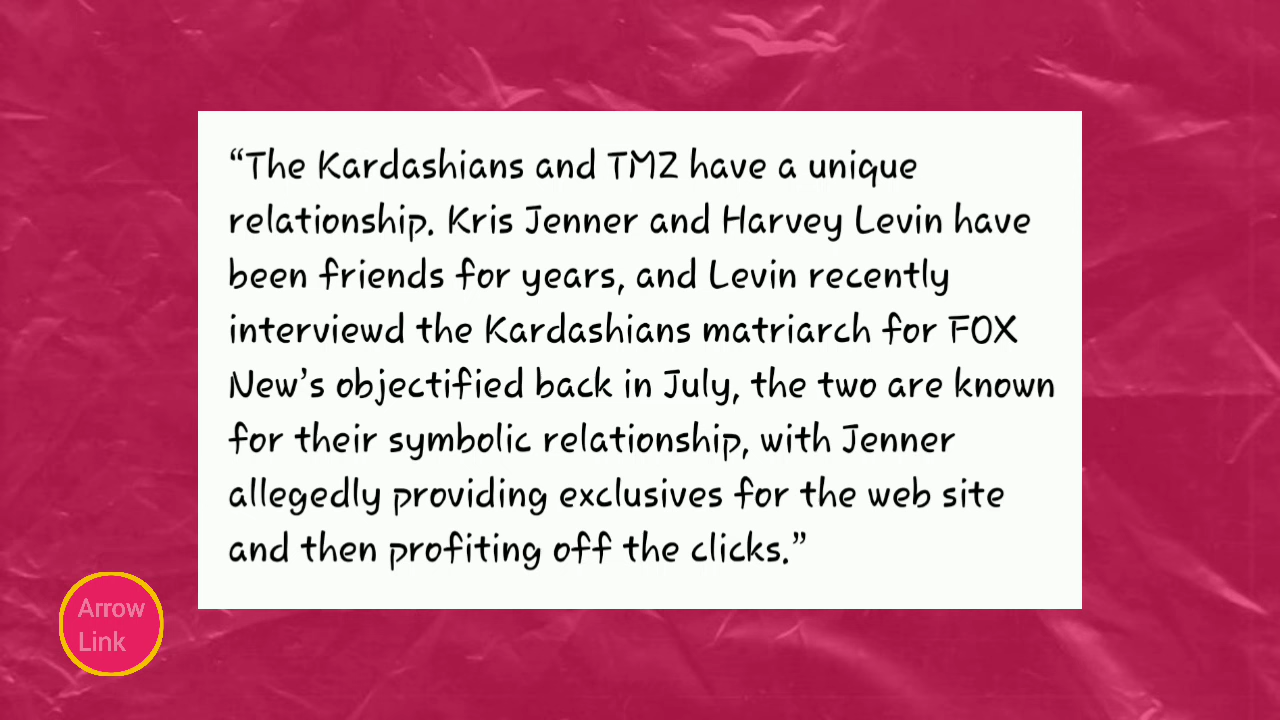 “The Kardashians and TMZ have a unique
relationship. Kris Jenner and Harvey Levin have
been friends for years, and Levin recently
interviewd the Kardashians matriarch for FOX
New’s objectified back in July, the two are known
for their symbolic relationship, with Jenner
allegedly providing exclusives for the web site
and then profiting off the clicks.”
Arrow
Link